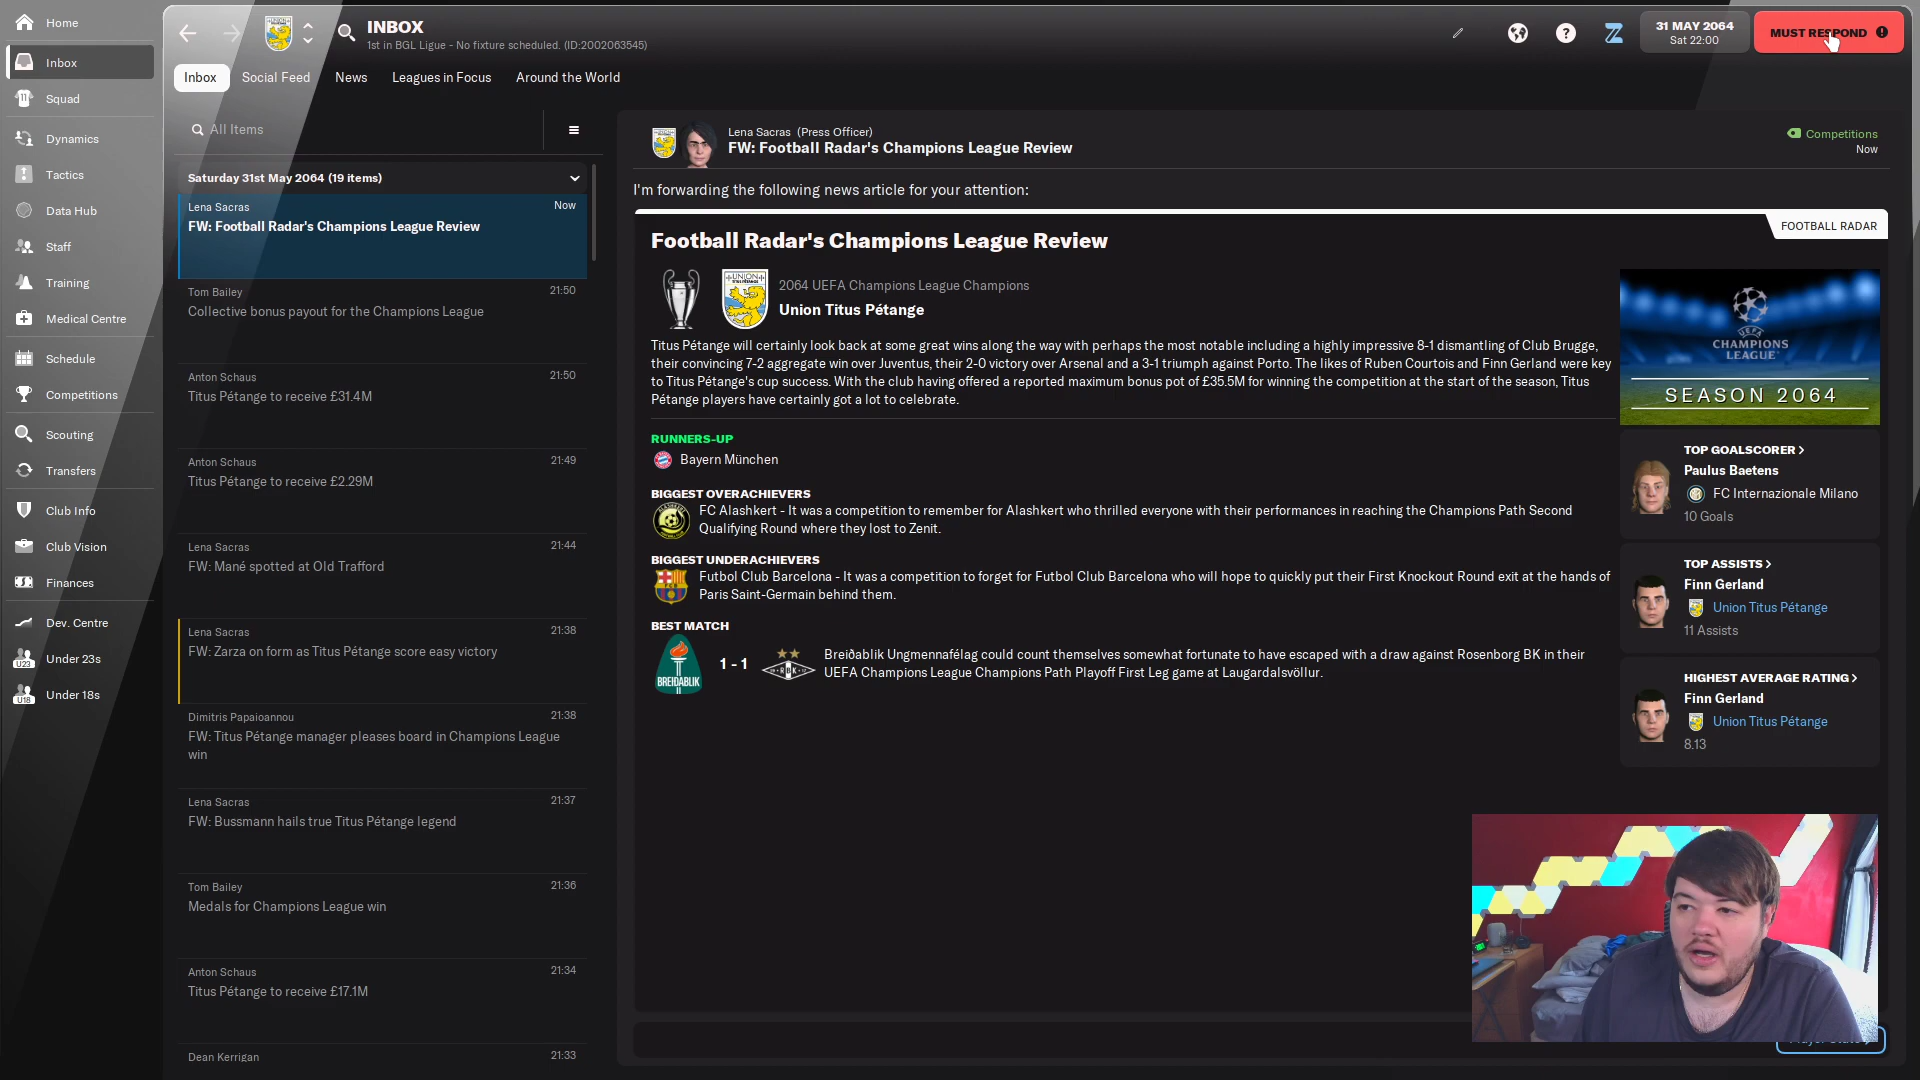 Home
Inbox
Squad
Dynamics
Tactics
Data Hub
Staff
Training
Medical Centre
Schedule
Competitions
Scouting
Transfers
Club Info
Club Vision
Finances
Dev. Centre
U23 Under 23s
U18 Under 18s
INBOX
1st in BGL Ligue - No fixture scheduled. (ID:2002063545)
31 MAY 2064
Sat 22:00
MUST RESPOND
Inbox Social Feed News Leagues in Focus Around the World
All Items
Saturday 31st May 2064 (19 items)
Lena Sacras Now
FW: Football Radar's Champions League Review
Tom Bailey 21:50
Collective bonus payout for the Champions League
Anton Schaus 21:50
Titus Pétange to receive £31.4M
Anton Schaus 21:49
Titus Pétange to receive £2.29M
Lena Sacras 21:44
FW: Mané spotted at Old Trafford
Lena Sacras 21:38
FW: Zarza on form as Titus Pétange score easy victory
Dimitris Papaioannou 21:38
FW: Titus Pétange manager pleases board in Champions League
win
Lena Sacras 21:37
FW: Bussmann hails true Titus Pétange legend
Tom Bailey 21:36
Medals for Champions League win
Anton Schaus 21:34
Titus Pétange to receive £17.1M
Dean Kerrigan 21:33
Lena Sacras (Press Officer)
FW: Football Radar's Champions League Review
Competitions
Now
I'm forwarding the following news article for your attention:
FOOTBALL RADAR
Football Radar's Champions League Review
2064 UEFA Champions League Champions
Union Titus Pétange
Titus Pétange will certainly look back at some great wins along the way with perhaps the most notable including a highly impressive 8-1 dismantling of Club Brugge,
their convincing 7-2 aggregate win over Juventus, their 2-0 victory over Arsenal and a 3-1 triumph against Porto. The likes of Ruben Courtois and Finn Gerland were key
to Titus Pétange's cup success. With the club having offered a reported maximum bonus pot of £35.5M for winning the competition at the start of the season, Titus
Pétange players have certainly got a lot to celebrate.
RUNNERS-UP
Bayern München
BIGGEST OVERACHIEVERS
FC Alashkert - It was a competition to remember for Alashkert who thrilled everyone with their performances in reaching the Champions Path Second
Qualifying Round where they lost to Zenit.
BIGGEST UNDERACHIEVERS
Futbol Club Barcelona - It was a competition to forget for Futbol Club Barcelona who will hope to quickly put their First Knockout Round exit at the hands of
Paris Saint-Germain behind them.
BEST MATCH
BREIÐABLIK
1 - 1
Breiðablik Ungmennafélag could count themselves somewhat fortunate to have escaped with a draw against Rosenborg BK in their
UEFA Champions League Champions Path Playoff First Leg game at Laugardalsvöllur.
UEFA
CHAMPIONS
LEAGUE
SEASON 2064
TOP GOALSCORER
Paulus Baetens
FC Internazionale Milano
10 Goals
TOP ASSISTS
Finn Gerland
Union Titus Pétange
11 Assists
HIGHEST AVERAGE RATING
Finn Gerland
Union Titus Pétange
8.13